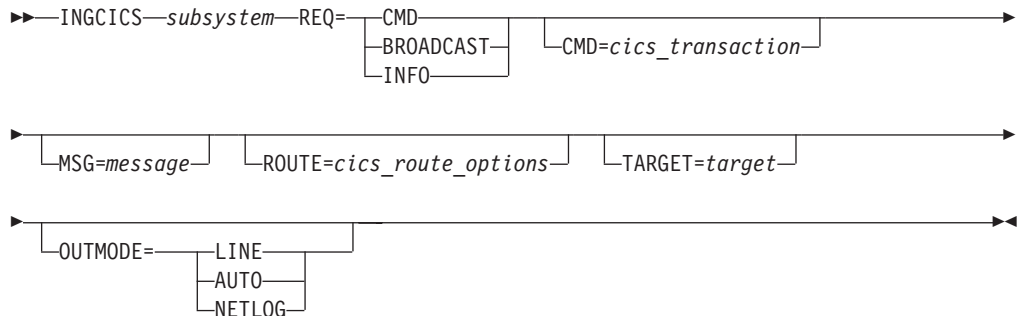 INGCICS subsystem REQ= CMD
BROADCAST CMD=cics_transaction
INFO
MSG=message ROUTE=cics_route_options TARGET=target
OUTMODE= LINE
AUTO
NETLOG